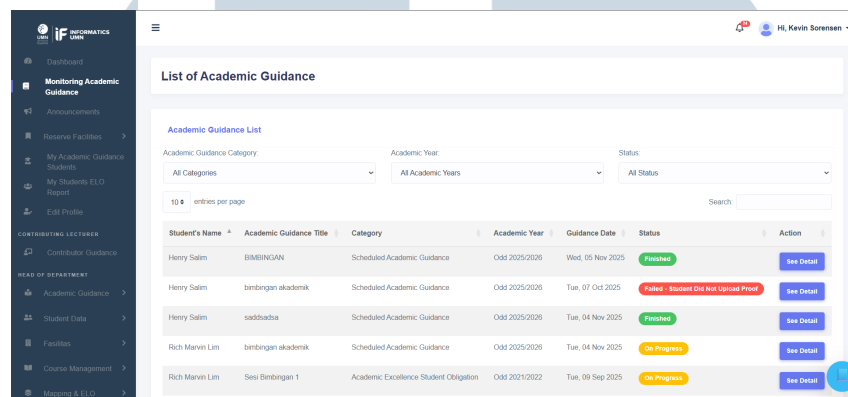 UMN
INFORMATICS
UMN
Hi, Kevin Sorensen
Dashboard
Monitoring Academic
Guidance
Announcements
Reserve Facilities
My Academic Guidance
Students
My Students ELO
Report
Edit Profile
CONTRIBUTING LECTURER
Contributor Guidance
HEAD OF DEPARTMENT
Academic Guidance
Student Data
Fasilitas
Course Management
Mapping & ELO
List of Academic Guidance
Academic Guidance List
Academic Guidance Category: Academic Year: Status:
All Categories All Academic Years All Status
10 entries per page Search:
Student's Name Academic Guidance Title Category Academic Year Guidance Date Status Action
Henry Salim BIMBINGAN Scheduled Academic Guidance Odd 2025/2026 Wed, 05 Nov 2025 Finished See Detail
Henry Salim bimbingan akademik Scheduled Academic Guidance Odd 2025/2026 Tue, 07 Oct 2025 Failed - Student Did Not Upload Proof See Detail
Henry Salim saddsadsa Scheduled Academic Guidance Odd 2025/2026 Tue, 04 Nov 2025 Finished See Detail
Rich Marvin Lim bimbingan akademik Scheduled Academic Guidance Odd 2025/2026 Tue, 04 Nov 2025 On Progress See Detail
Rich Marvin Lim Sesi Bimbingan 1 Academic Excellence Student Obligation Odd 2021/2022 Tue, 09 Sep 2025 On Progress See Detail